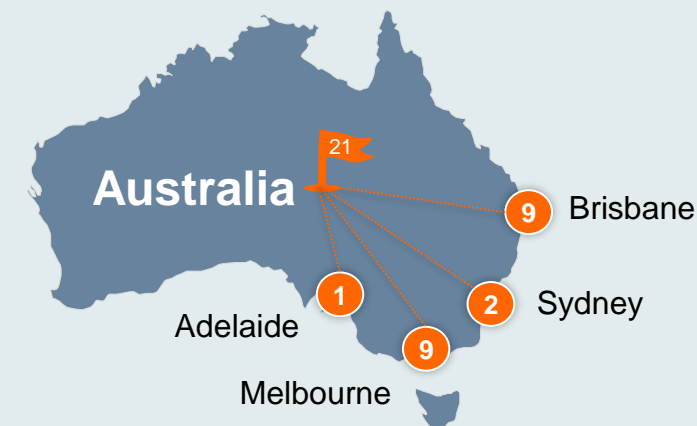 21
Australia
9 Brisbane
1
2 Sydney
Adelaide
9
Melbourne